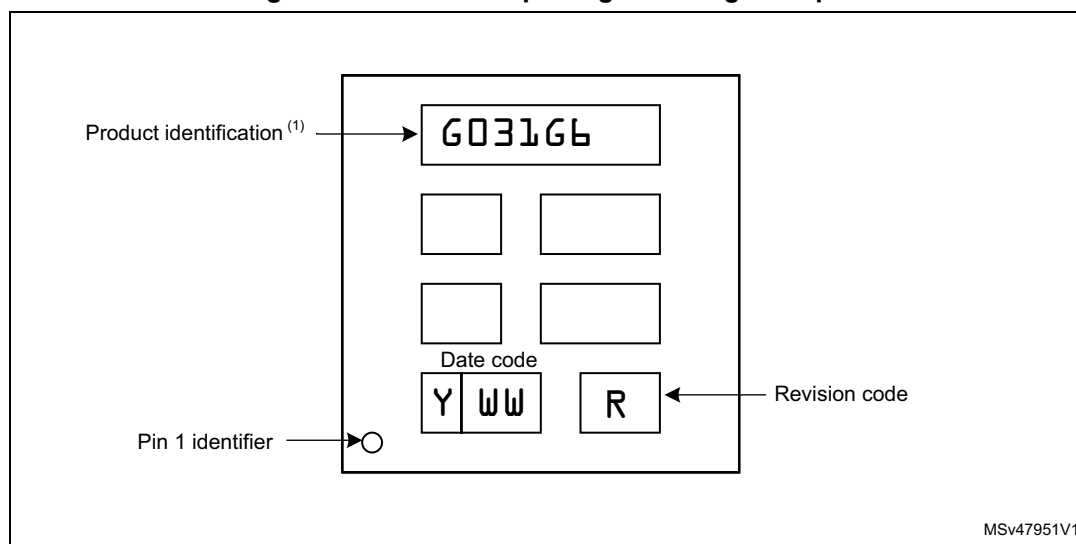 Product identification (1)
G031G6
Date code
Y WW R
Revision code
Pin 1 identifier
MSv47951V1